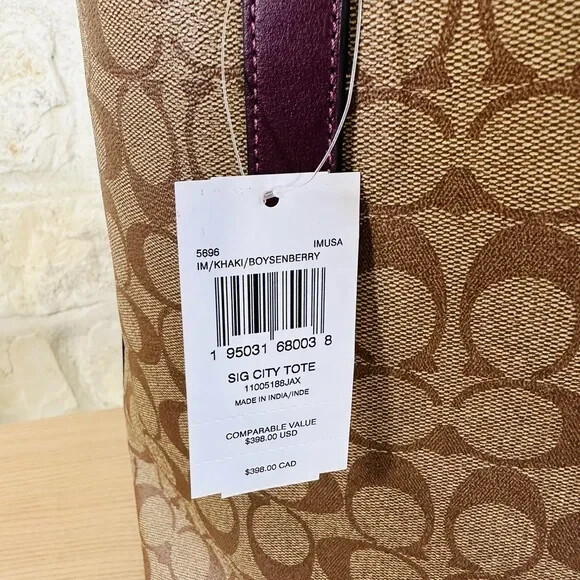 5696 IMUSA
IM/KHAKI/BOYSENBERRY
1 95031 68003 8
SIG CITY TOTE
11005188JAX
MADE IN INDIA/INDE
COMPARABLE VALUE
$398.00 USD
$398.00 CAD